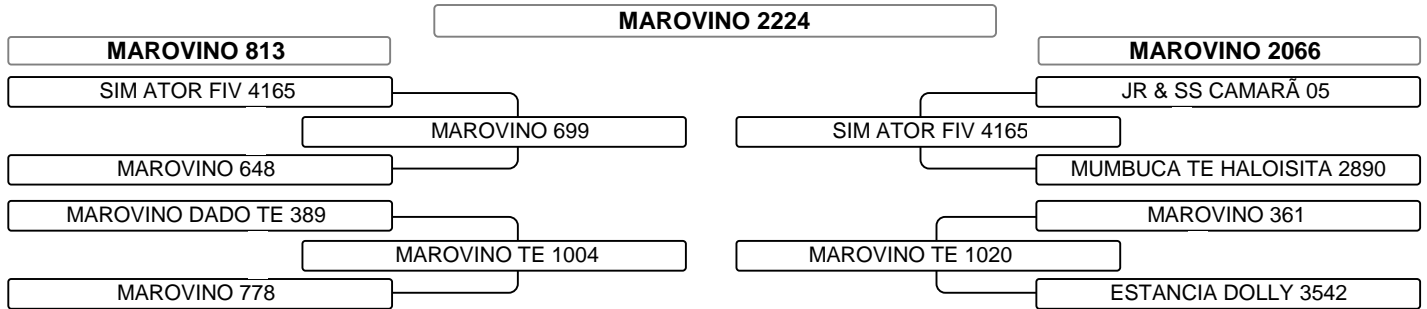 MAROVINO 2224
MAROVINO 813
MAROVINO 2066
SIM ATOR FIV 4165
JR & SS CAMARÃ 05
MAROVINO 699
SIM ATOR FIV 4165
MAROVINO 648
MUMBUCA TE HALOISITA 2890
MAROVINO DADO TE 389
MAROVINO 361
MAROVINO TE 1004
MAROVINO TE 1020
MAROVINO 778
ESTANCIA DOLLY 3542